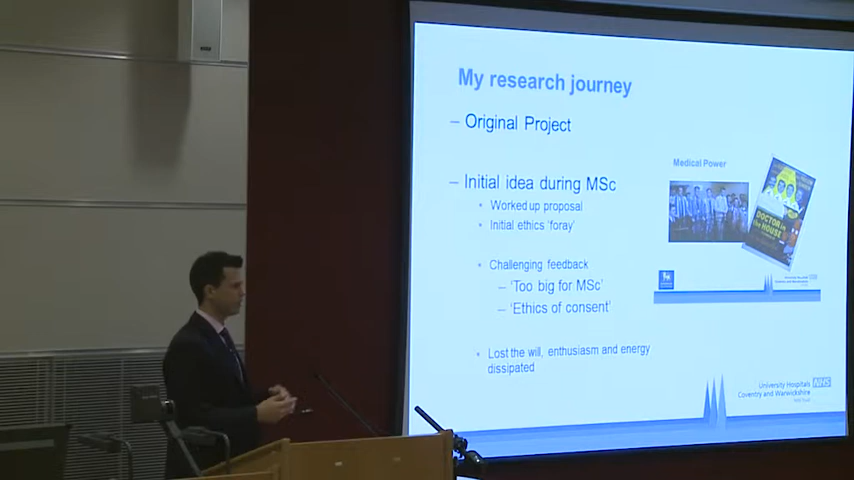 My research journey
– Original Project
– Initial idea during MSc
• Worked up proposal
• Initial ethics ‘foray’
• Challenging feedback
– ‘Too big for MSc’
– ‘Ethics of consent’
• Lost the will, enthusiasm and energy
dissipated
Medical Power
DOCTOR in
the HOUSE
University Hospitals NHS
Coventry and Warwickshire